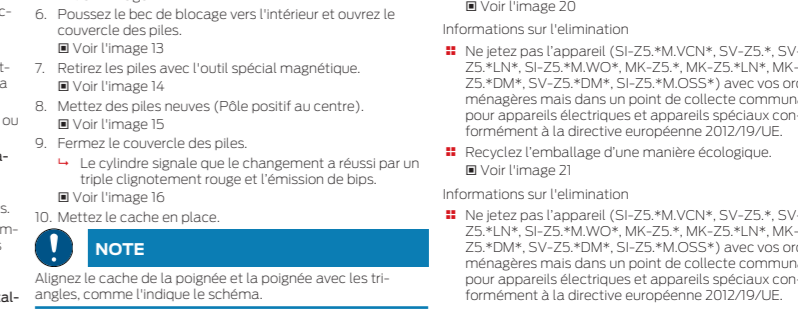 c-
t-
a
ou
a-
s.
m-
s
al-
6. Poussez le bec de blocage vers l'intérieur et ouvrez le
couvercle des piles.
▣ Voir l'image 13
7. Retirez les piles avec l'outil spécial magnétique.
▣ Voir l'image 14
8. Mettez des piles neuves (Pôle positif au centre).
▣ Voir l'image 15
9. Fermez le couvercle des piles.
↳ Le cylindre signale que le changement a réussi par un
triple clignotement rouge et l'émission de bips.
▣ Voir l'image 16
10. Mettez le cache en place.
NOTE
Alignez le cache de la poignée et la poignée avec les tri-
angles, comme l'indique le schéma.
▣ Voir l'image 20
Informations sur l'elimination
Ne jetez pas l'appareil (SI-Z5.*M.VCN*, SV-Z5.*, SV-
Z5.*LN*, SI-Z5.*M.WO*, MK-Z5.*, MK-Z5.*LN*, MK-
Z5.*DM*, SV-Z5.*DM*, SI-Z5.*M.OSS*) avec vos ord
ménagères mais dans un point de collecte communa
pour appareils électriques et appareils spéciaux con-
formément à la directive européenne 2012/19/UE.
Recyclez l'emballage d'une manière écologique.
▣ Voir l'image 21
Informations sur l'elimination
Ne jetez pas l'appareil (SI-Z5.*M.VCN*, SV-Z5.*, SV-
Z5.*LN*, SI-Z5.*M.WO*, MK-Z5.*, MK-Z5.*LN*, MK-
Z5.*DM*, SV-Z5.*DM*, SI-Z5.*M.OSS*) avec vos ord
ménagères mais dans un point de collecte communa
pour appareils électriques et appareils spéciaux con-
formément à la directive européenne 2012/19/UE.